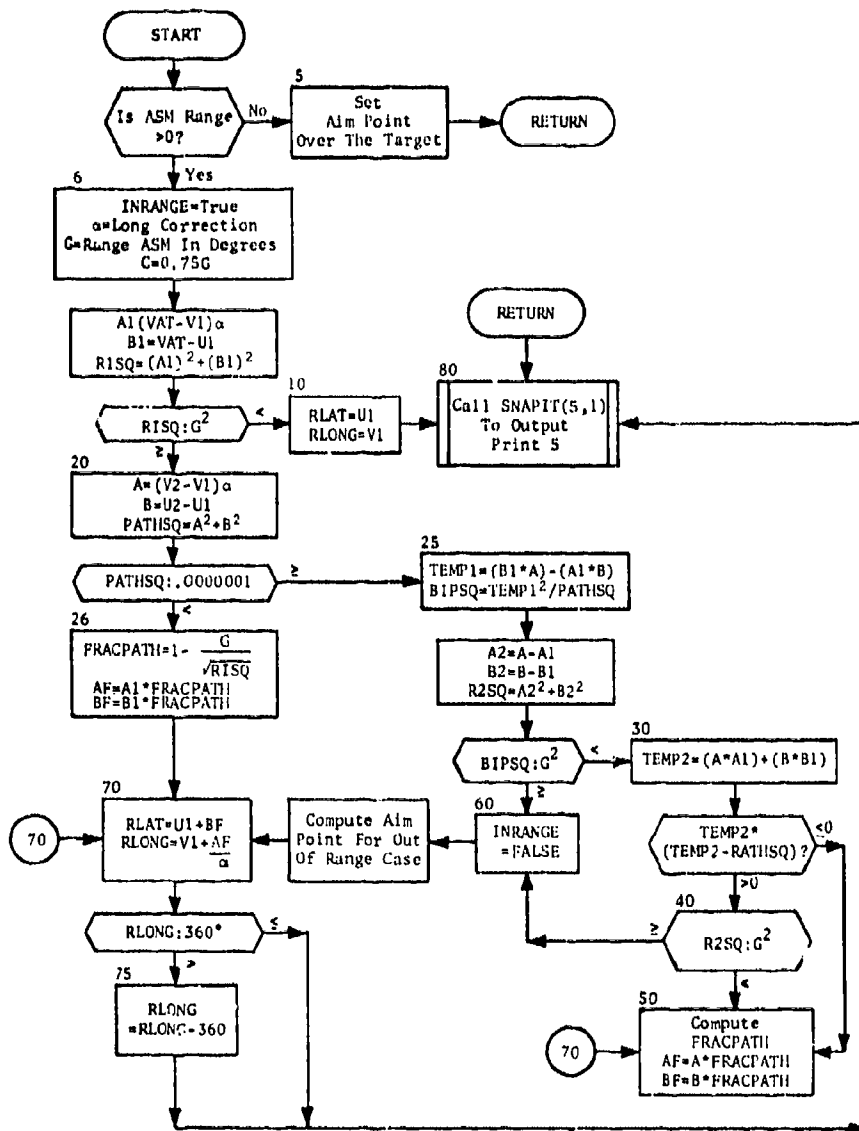 START
Is ASM Range
>0?
No
Yes
5
Set
Aim Point
Over The Target
RETURN
6
INRANGE=True
α=Long Correction
G=Range ASM In Degrees
C=0.75G
A1(VAT-V1)α
B1=VAT-U1
R1SQ=(A1)²+(B1)²
RETURN
RISQ:G²
<
≥
10
RLAT=U1
RLONG=V1
80
Call SNAPIT(5,1)
To Output
Print 5
20
A=(V2-V1)α
B=U2-U1
PATHSQ=A²+B²
PATHSQ:.0000001
≥
<
25
TEMP1=(B1*A)-(A1*B)
BIPSQ=TEMP1²/PATHSQ
26
FRACPATH=1- G
√RISQ
AF=A1*FRACPATH
BF=B1*FRACPATH
A2=A-A1
B2=B-B1
R2SQ=A2²+B2²
BIPSQ:G²
<
≥
30
TEMP2=(A*A1)+(B*B1)
70
70
RLAT=U1+BF
RLONG=V1+AF
α
Compute Aim
Point For Out
Of Range Case
60
INRANGE
=FALSE
TEMP2*
(TEMP2-RATHSQ)?
≤0
>0
RLONG:360°
≤
>
40
R2SQ:G²
≥
<
75
RLONG
=RLONG-360
50
Compute
FRACPATH
AF=A*FRACPATH
BF=B*FRACPATH
70